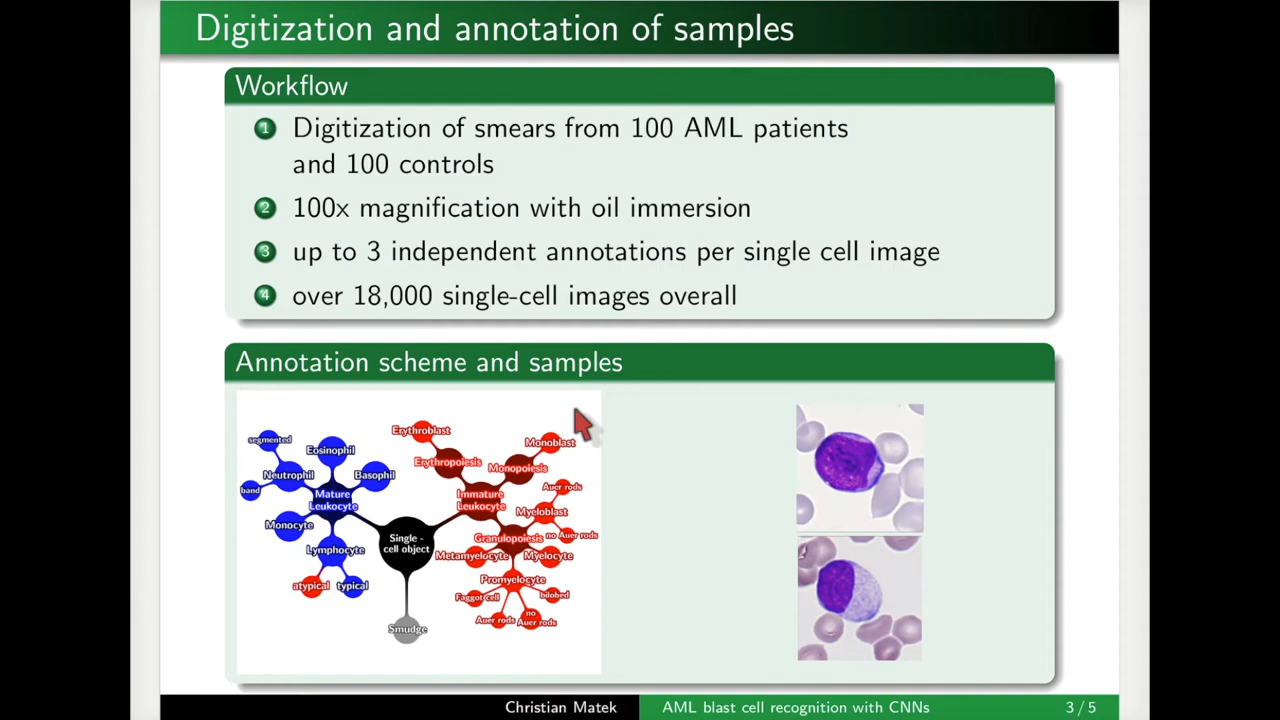 Digitization and annotation of samples
Workflow
1 Digitization of smears from 100 AML patients
and 100 controls
2 100x magnification with oil immersion
3 up to 3 independent annotations per single cell image
4 over 18,000 single-cell images overall
Annotation scheme and samples
segmented
Eosinophil
Neutrophil
Basophil
band
Mature
Leukocyte
Monocyte
Lymphocyte
atypical
typical
Single -
cell object
Smudge
Erythroblast
Erythropoiesis
Monoblast
Monopoiesis
Immature
Leukocyte
Auer rods
Myeloblast
no Auer rods
Granulopoiesis
Metamyelocyte
Myelocyte
Promyelocyte
Faggot cell
bilobed
Auer rods
no
Auer rods
Christian Matek
AML blast cell recognition with CNNs
3 / 5